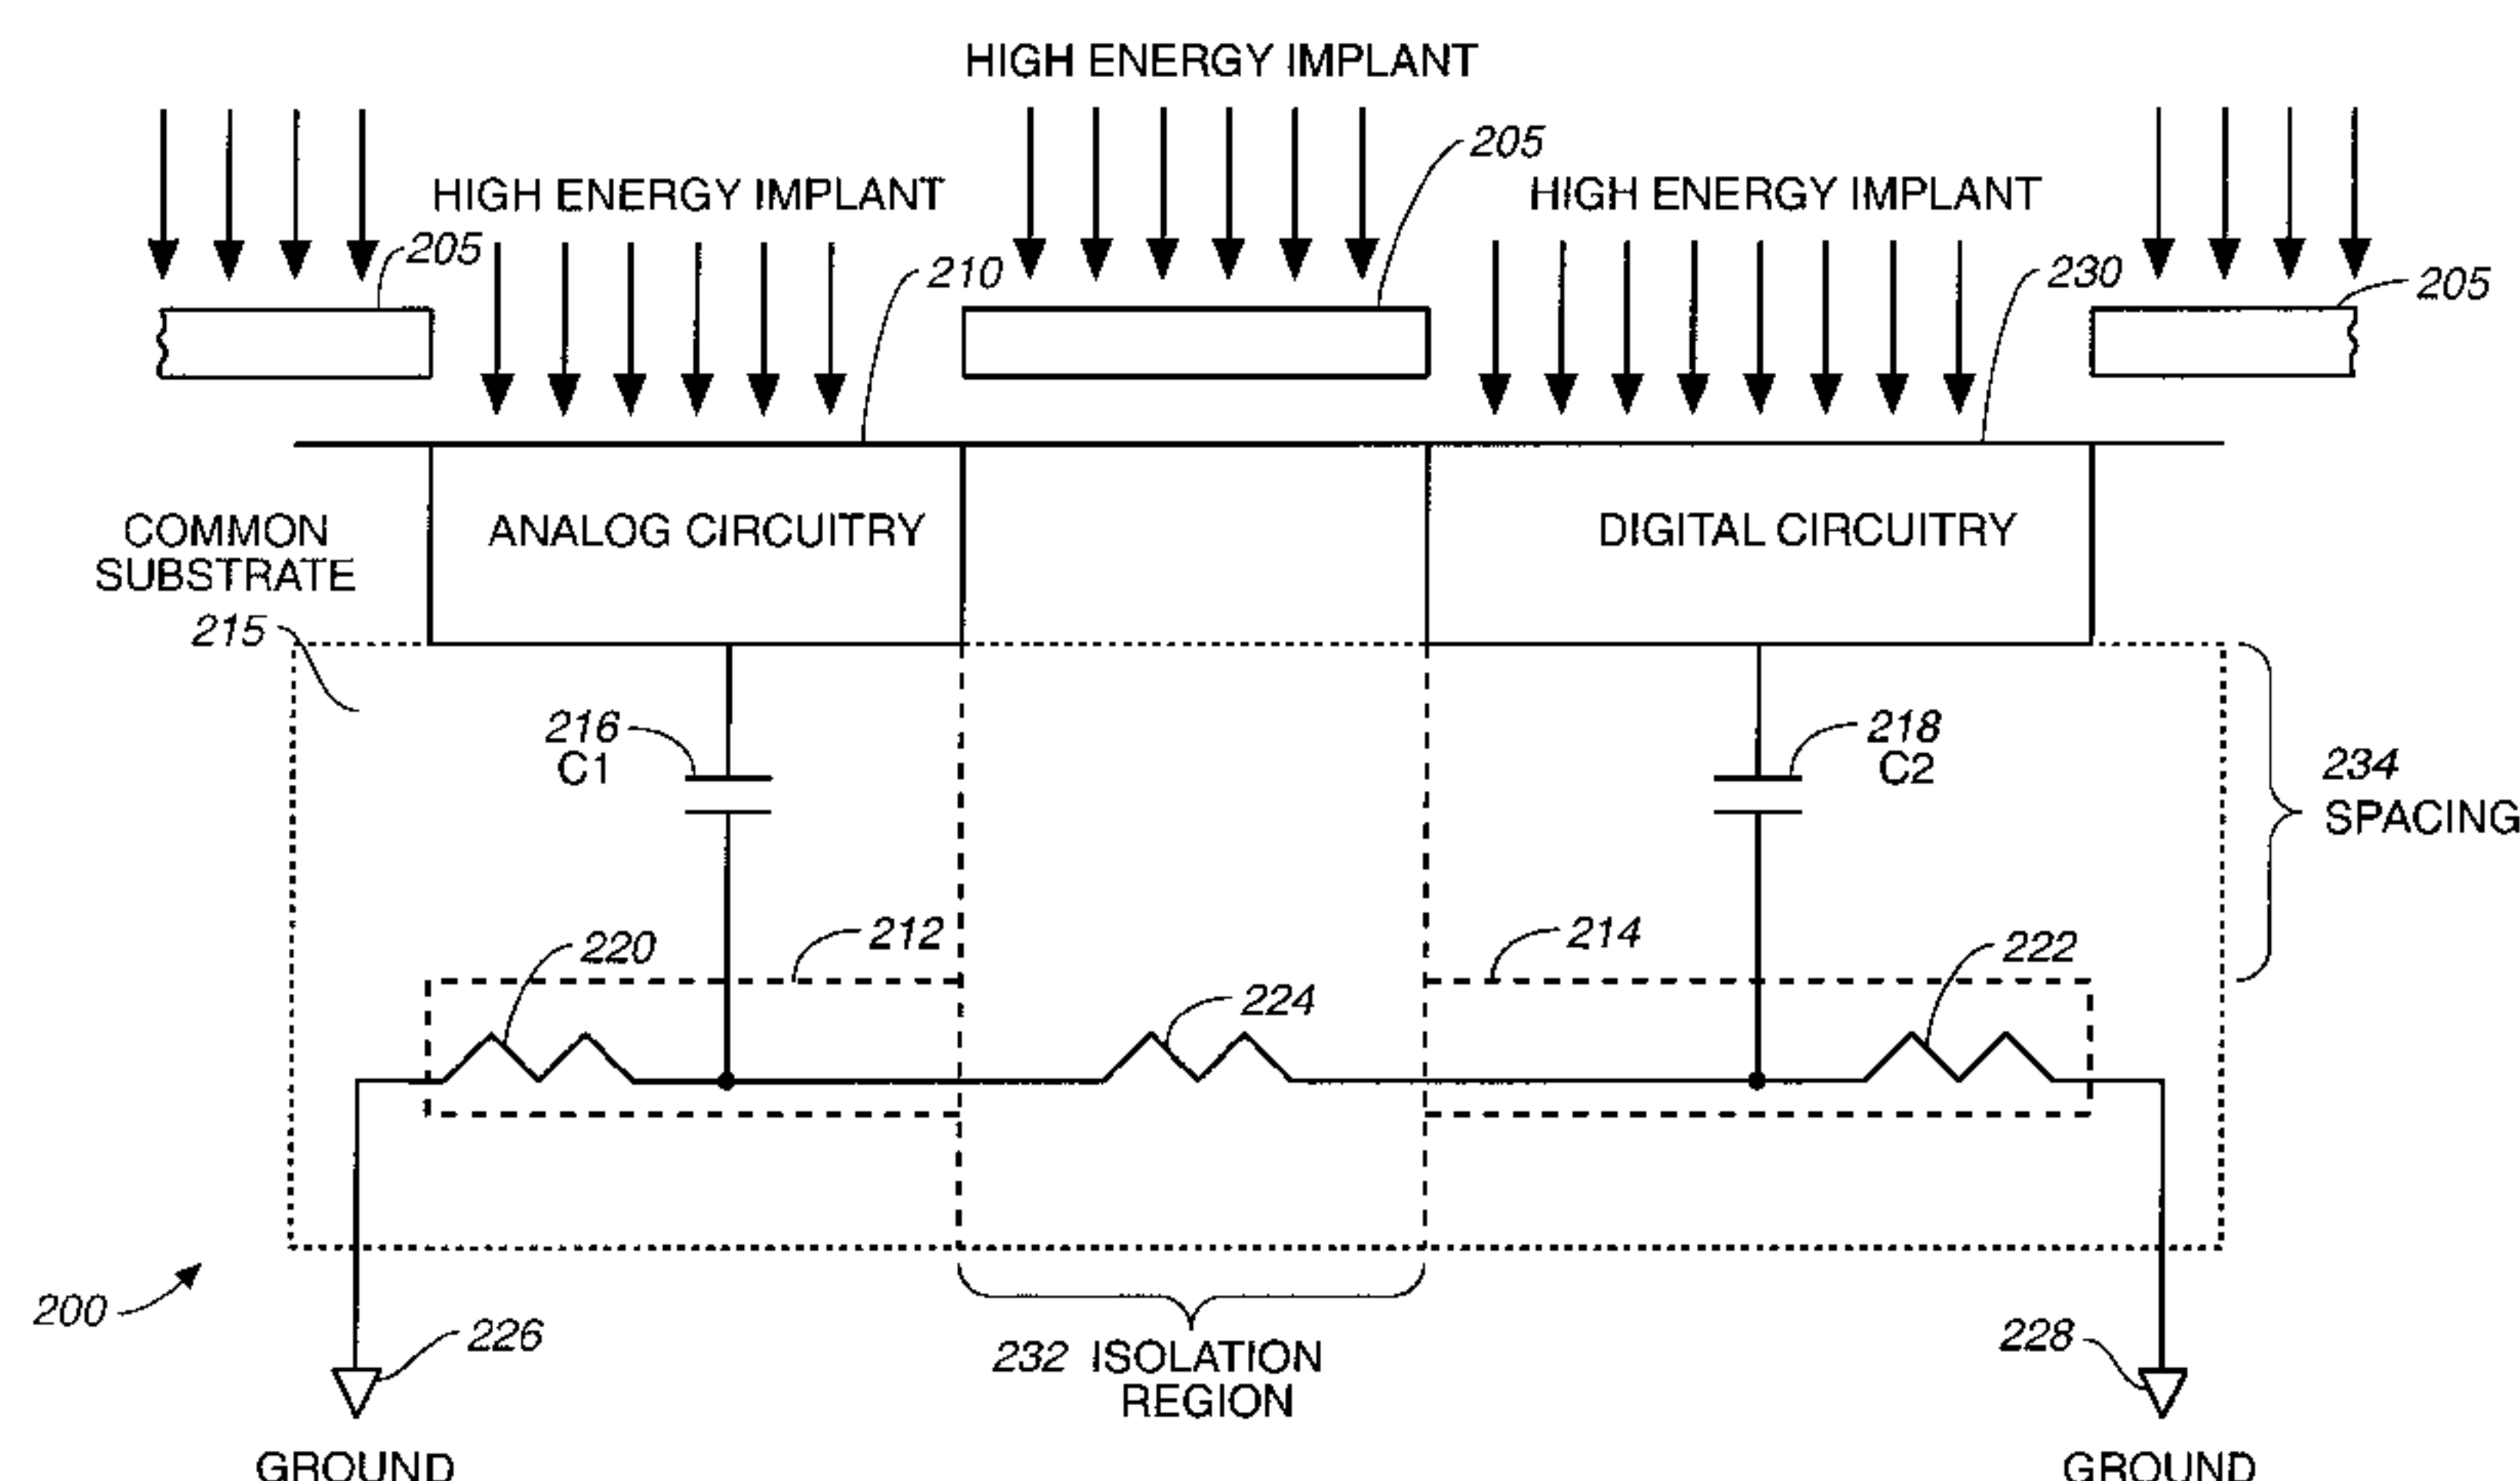 HIGH ENERGY IMPLANT
205
HIGH ENERGY IMPLANT
HIGH ENERGY IMPLANT
205
210
230
205
COMMON
SUBSTRATE
215
ANALOG CIRCUITRY
DIGITAL CIRCUITRY
216
C1
218
C2
234
SPACING
220
212
214
222
224
200
226
232 ISOLATION
REGION
228
GROUND
GROUND